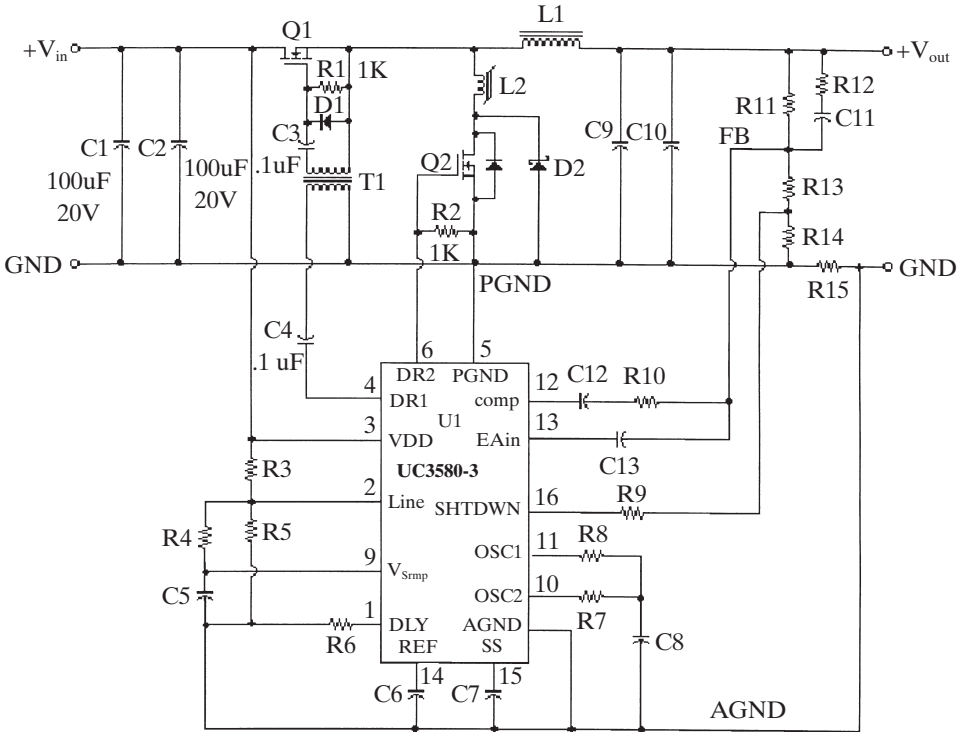 L1
Q1
+Vin
+Vout
R1
1K
L2
R12
R11
D1
C11
C3
C9
C10
FB
C1
C2
Q2
D2
.1uF
100uF
20V
100uF
20V
T1
R13
R2
R14
1K
GND
GND
PGND
R15
C4
.1 uF
6
5
DR2
PGND
12
C12
R10
4
DR1
comp
U1
13
3
VDD
EAin
C13
R3
UC3580-3
2
Line
16
R9
SHTDWN
R4
R5
11
R8
OSC1
9
VSrmp
10
C5
OSC2
R7
1
DLY
AGND
R6
REF
SS
C8
14
15
C6
C7
AGND